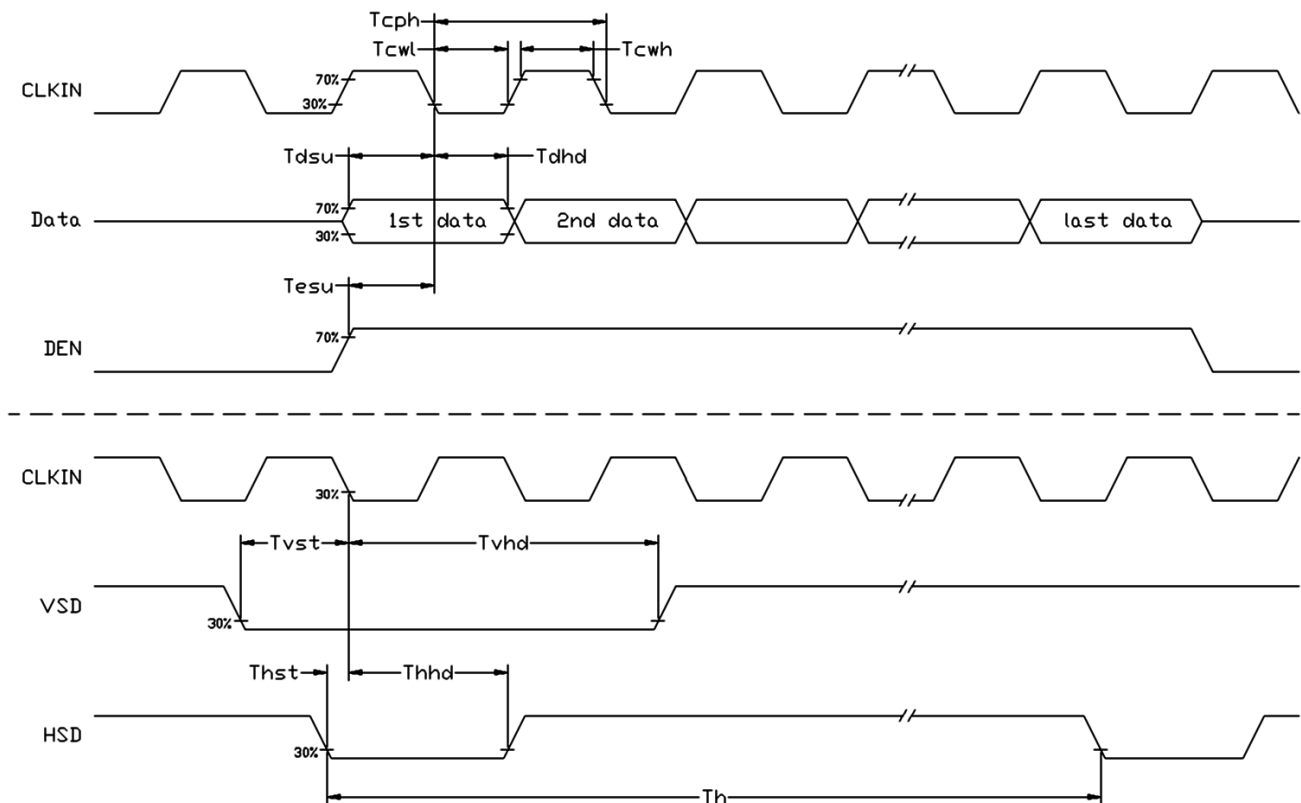 Tcph
Tcwl Tcwh
CLKIN 70%
30%
Tdsu Tdhd
Data 70% 1st data 2nd data last data
30%
Tesu
DEN 70%
CLKIN 30%
Tvst Tvhd
VSD 30%
Thst Thhd
HSD 30%
Th